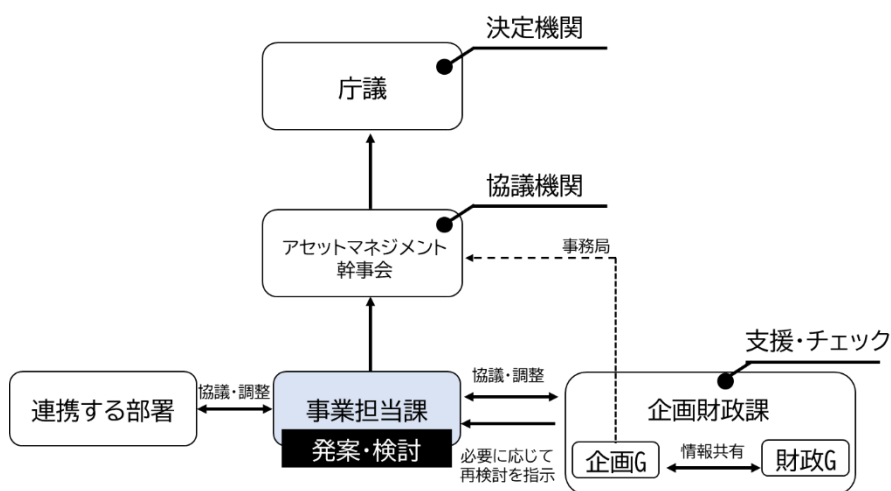 決定機関
庁議
協議機関
アセットマネジメント
幹事会
事務局
支援・チェック
連携する部署
協議・調整
事業担当課
発案・検討
協議・調整
必要に応じて
再検討を指示
企画財政課
企画G
情報共有
財政G